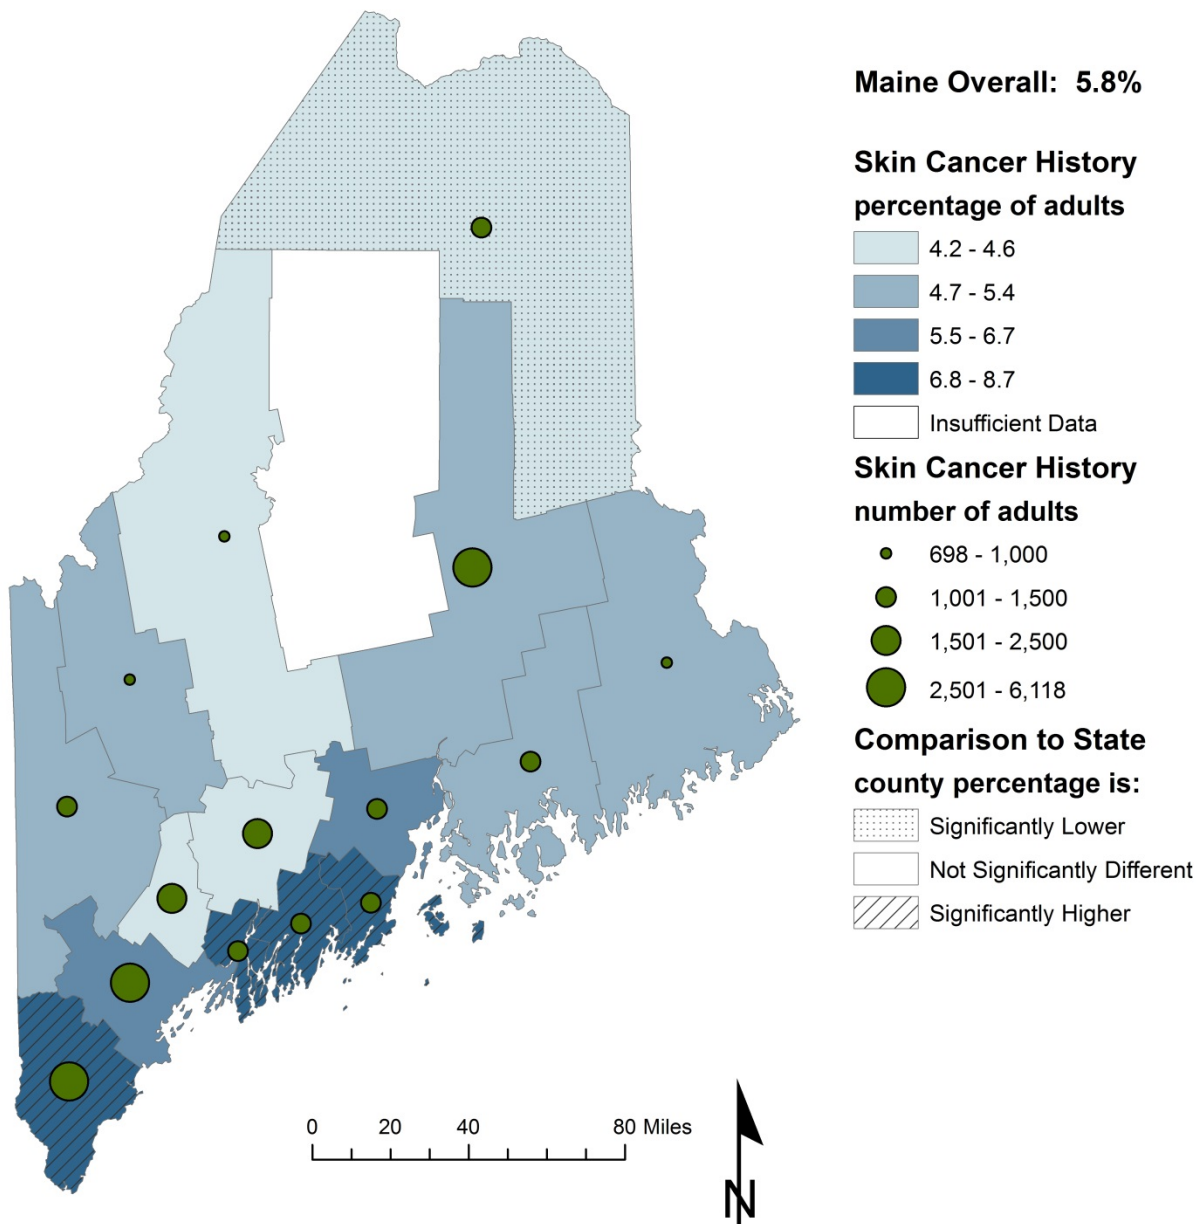 Maine Overall: 5.8%
Skin Cancer History
percentage of adults
4.2 - 4.6
4.7 - 5.4
5.5 - 6.7
6.8 - 8.7
Insufficient Data
Skin Cancer History
number of adults
698 - 1,000
1,001 - 1,500
1,501 - 2,500
2,501 - 6,118
Comparison to State
county percentage is:
Significantly Lower
Not Significantly Different
Significantly Higher
0 20 40 80 Miles
N